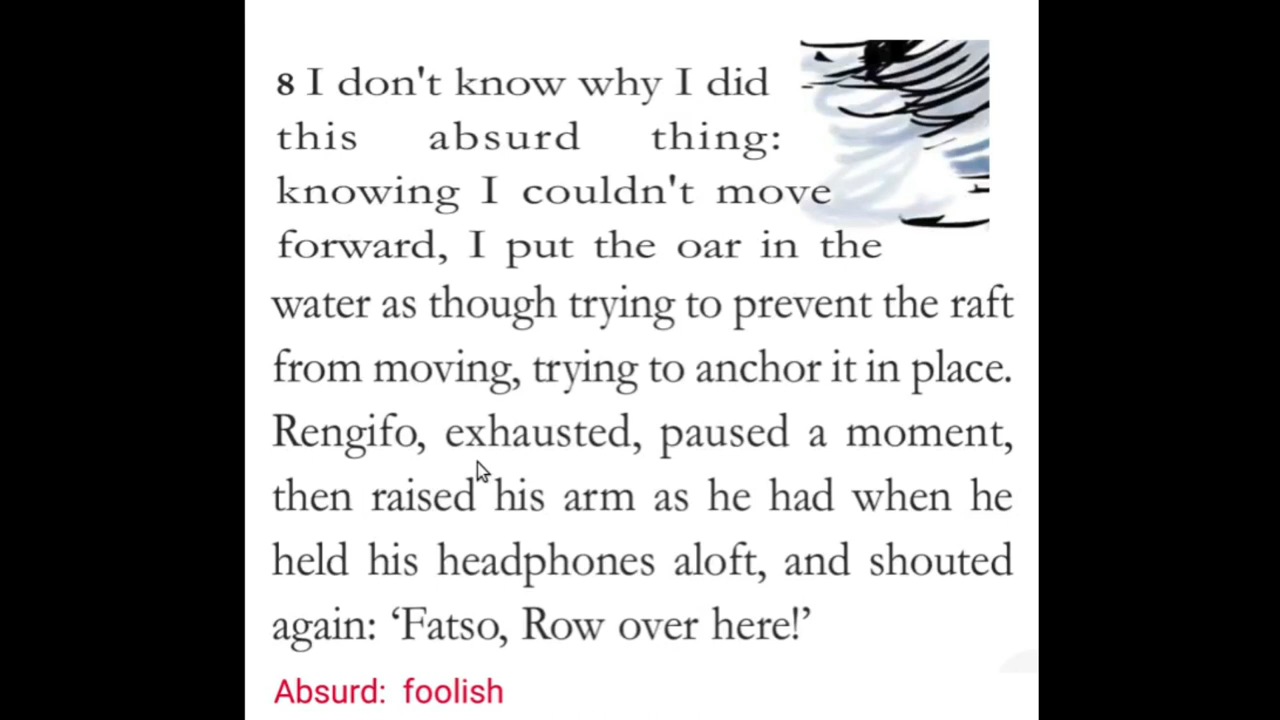 8 I don't know why I did
this absurd thing:
knowing I couldn't move
forward, I put the oar in the
water as though trying to prevent the raft
from moving, trying to anchor it in place.
Rengifo, exhausted, paused a moment,
then raised his arm as he had when he
held his headphones aloft, and shouted
again: ‘Fatso, Row over here!’
Absurd: foolish